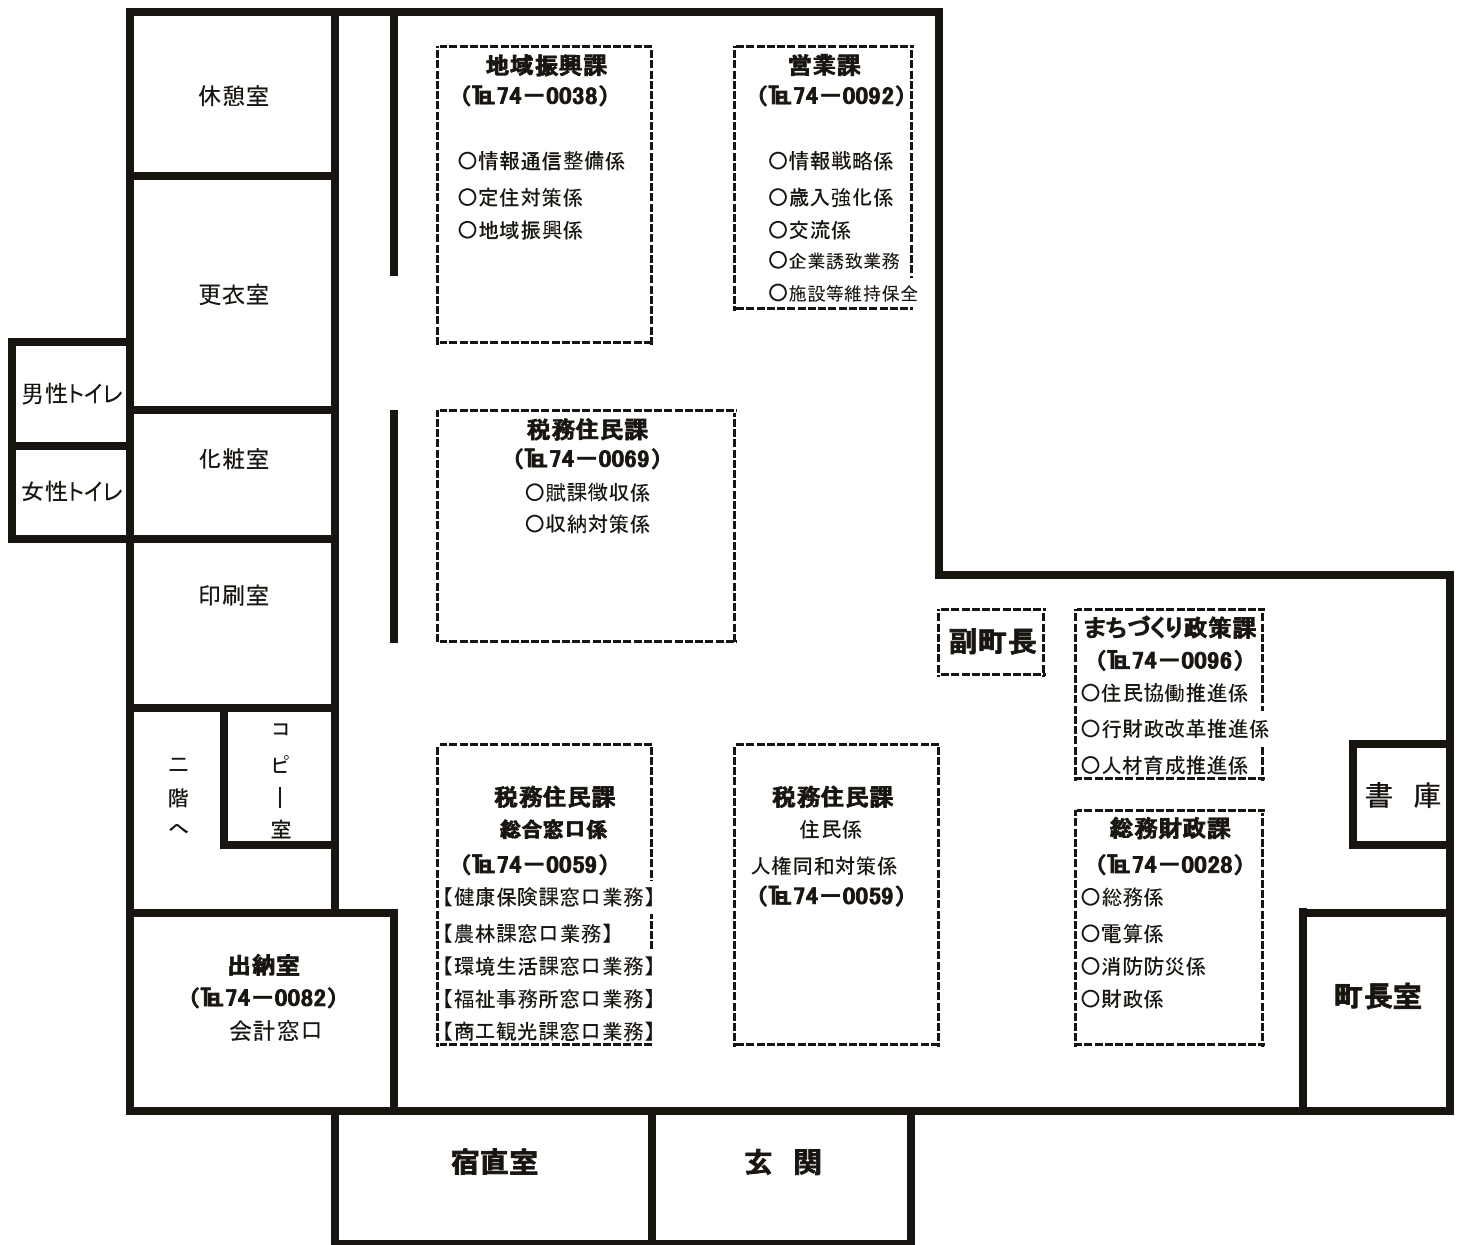 休憩室
更衣室
男性トイレ
女性トイレ
化粧室
印刷室
二階へ
コピー室
出納室
(℡74－0082)
会計窓口
地域振興課
(℡74－0038)
○情報通信整備係
○定住対策係
○地域振興係
営業課
(℡74－0092)
○情報戦略係
○歳入強化係
○交流係
○企業誘致業務
○施設等維持保全
税務住民課
(℡74－0069)
○賦課徴収係
○収納対策係
副町長
まちづくり政策課
(℡74－0096)
○住民協働推進係
○行財政改革推進係
○人材育成推進係
税務住民課
総合窓口係
(℡74－0059)
【健康保険課窓口業務】
【農林課窓口業務】
【環境生活課窓口業務】
【福祉事務所窓口業務】
【商工観光課窓口業務】
税務住民課
住民係
人権同和対策係
(℡74－0059)
総務財政課
(℡74－0028)
○総務係
○電算係
○消防防災係
○財政係
書　庫
町長室
宿直室
玄　関